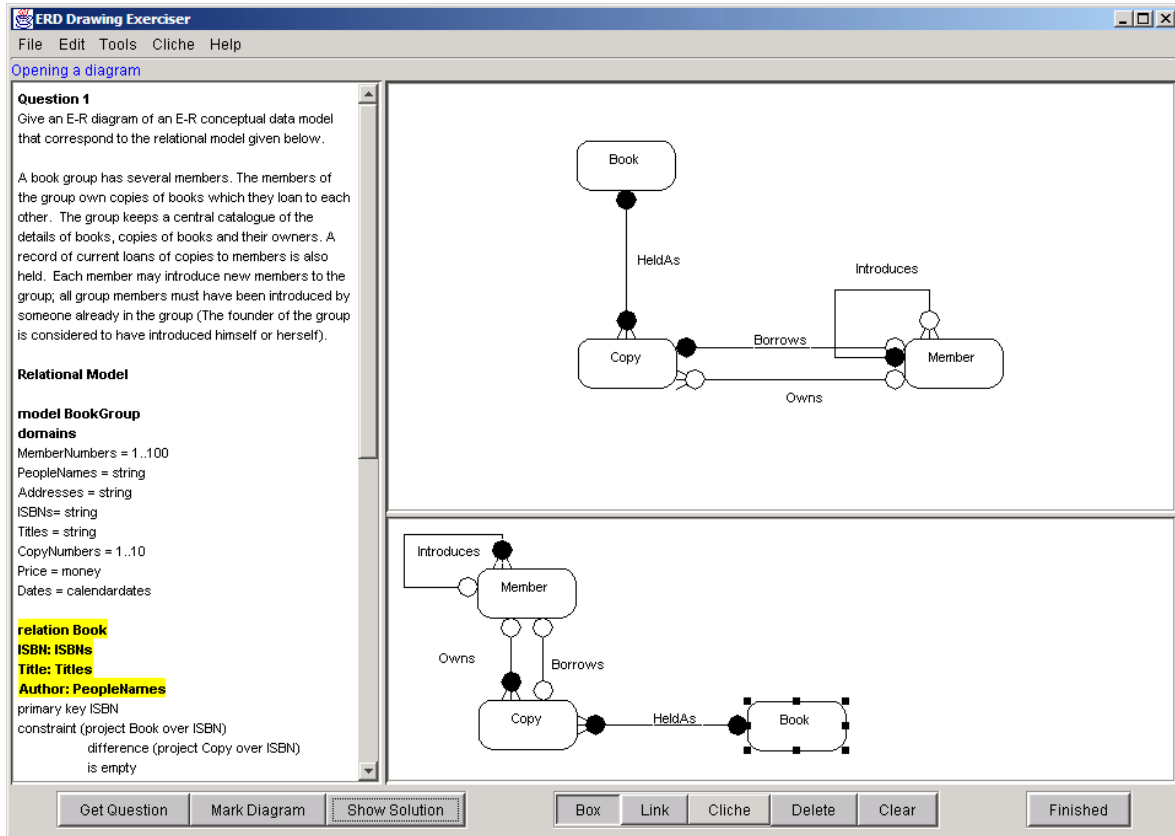 ERD Drawing Exerciser
File Edit Tools Cliche Help
Opening a diagram
Question 1
Give an E-R diagram of an E-R conceptual data model
that correspond to the relational model given below.
A book group has several members. The members of
the group own copies of books which they loan to each
other. The group keeps a central catalogue of the
details of books, copies of books and their owners. A
record of current loans of copies to members is also
held. Each member may introduce new members to the
group; all group members must have been introduced by
someone already in the group (The founder of the group
is considered to have introduced himself or herself).
Relational Model
model BookGroup
domains
MemberNumbers = 1..100
PeopleNames = string
Addresses = string
ISBNs= string
Titles = string
CopyNumbers = 1..10
Price = money
Dates = calendardates
relation Book
ISBN: ISBNs
Title: Titles
Author: PeopleNames
primary key ISBN
constraint (project Book over ISBN)
difference (project Copy over ISBN)
is empty
Book
HeldAs
Introduces
Borrows
Copy
Member
Owns
Introduces
Member
Owns
Borrows
Copy
HeldAs
Book
Get Question Mark Diagram Show Solution Box Link Cliche Delete Clear Finished